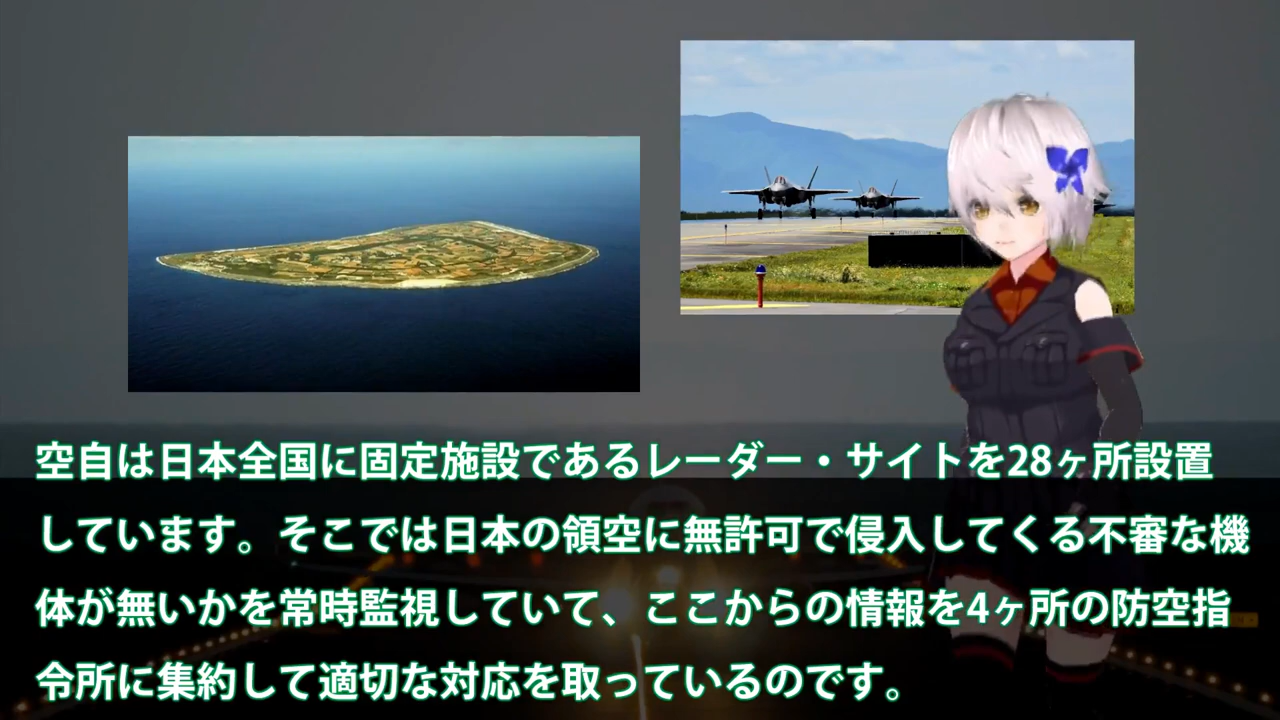 空自は日本全国に固定施設であるレーダー・サイトを28ヶ所設置
しています。そこでは日本の領空に無許可で侵入してくる不審な機
体が無いかを常時監視していて、ここからの情報を4ヶ所の防空指
令所に集約して適切な対応を取っているのです。